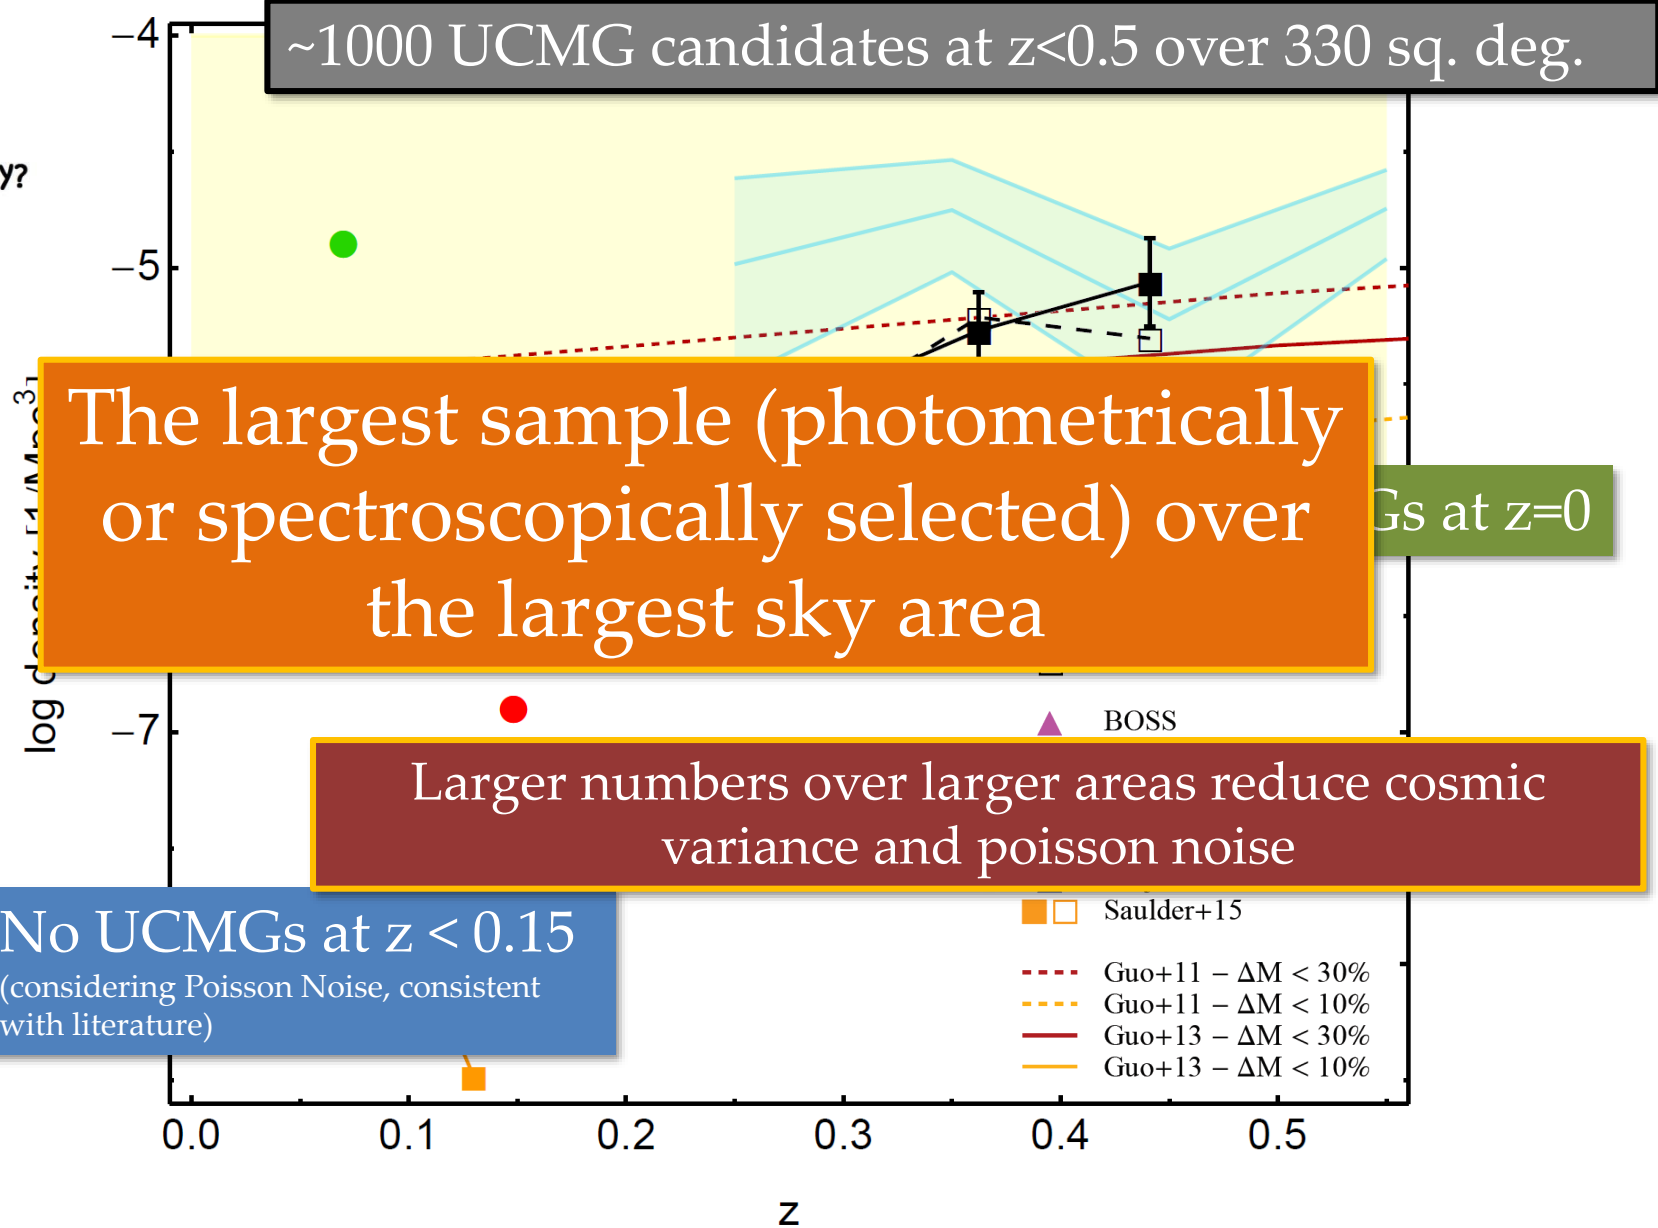 ~1000 UCMG candidates at z<0.5 over 330 sq. deg.
−4
y?
−5
The largest sample (photometrically
or spectroscopically selected) over
the largest sky area
Gs at z=0
log density [1/Mpc³]
−7
BOSS
Larger numbers over larger areas reduce cosmic
variance and poisson noise
No UCMGs at z < 0.15
(considering Poisson Noise, consistent
with literature)
Saulder+15
Guo+11 − ΔM < 30%
Guo+11 − ΔM < 10%
Guo+13 − ΔM < 30%
Guo+13 − ΔM < 10%
0.0 0.1 0.2 0.3 0.4 0.5
z